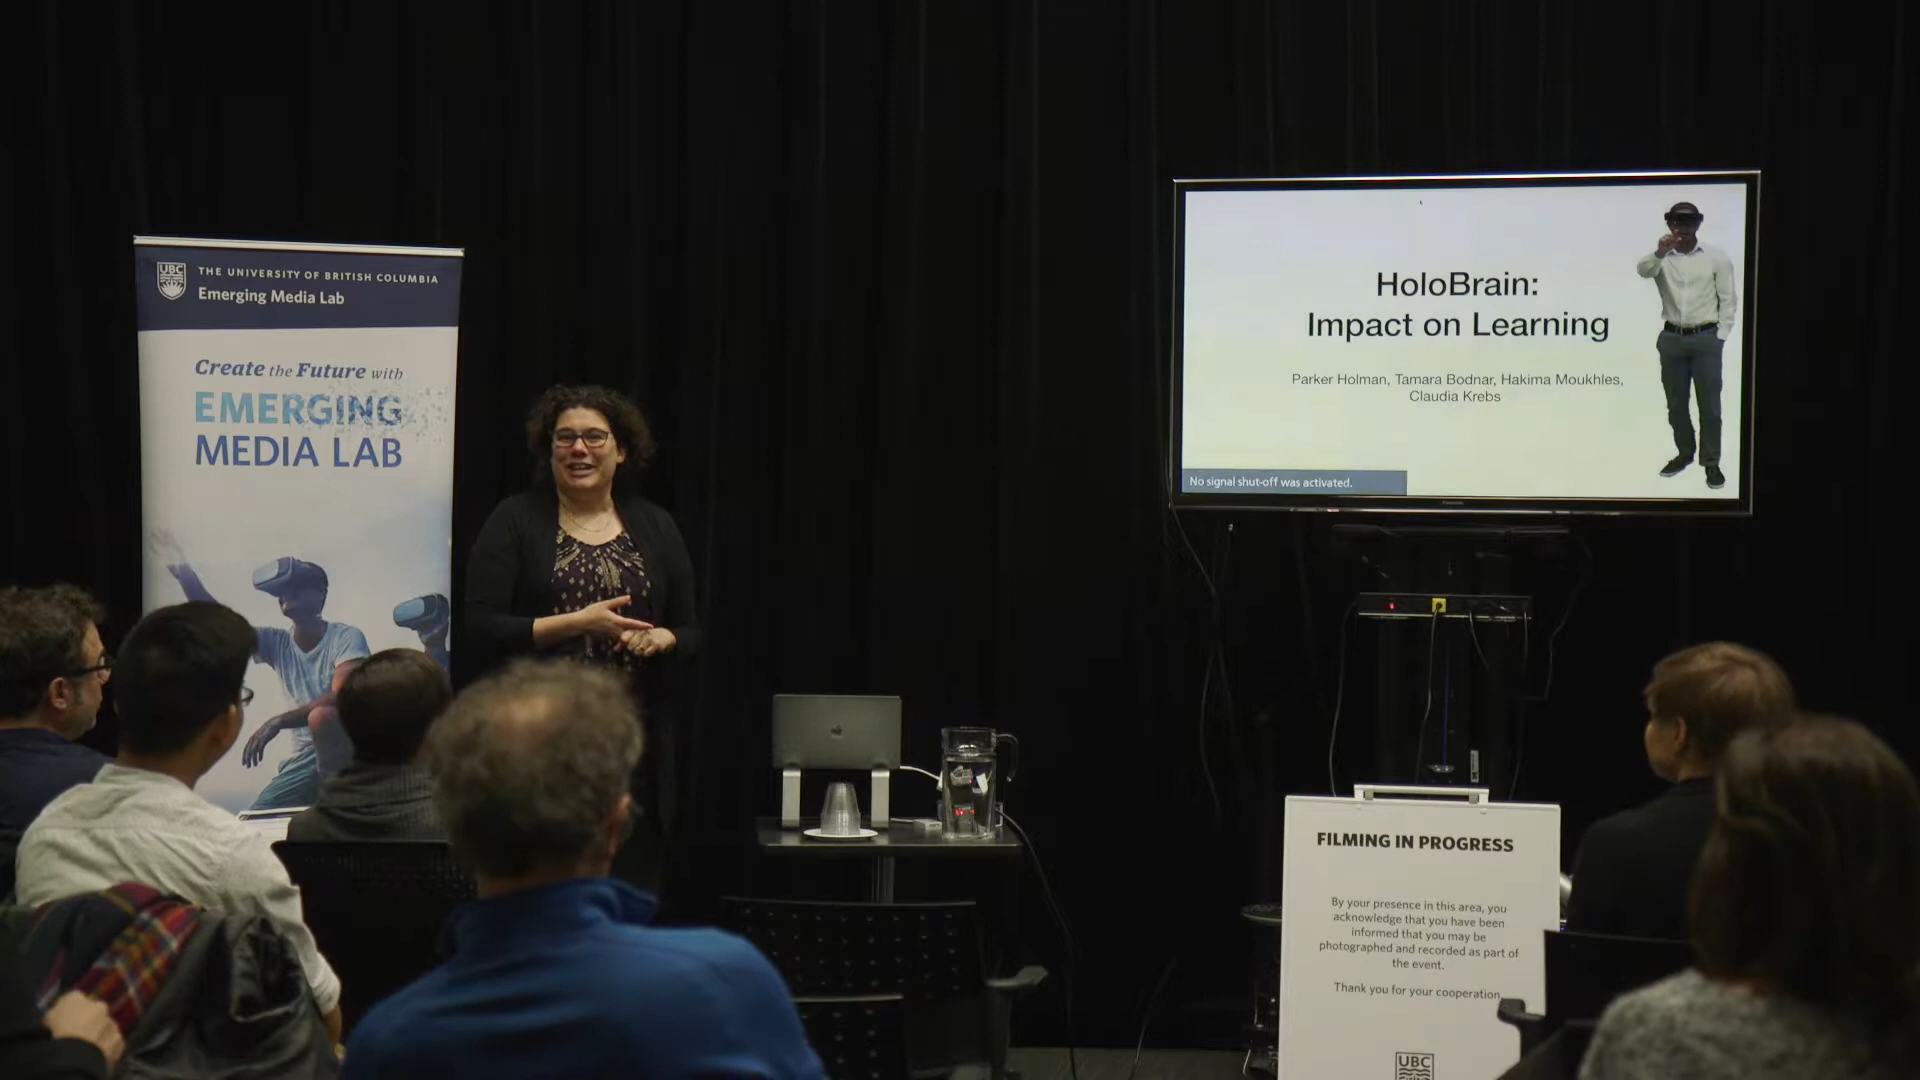 UBC
THE UNIVERSITY OF BRITISH COLUMBIA
Emerging Media Lab
Create the Future with
EMERGING
MEDIA LAB
HoloBrain:
Impact on Learning
Parker Holman, Tamara Bodnar, Hakima Moukhles,
Claudia Krebs
No signal shut-off was activated.
FILMING IN PROGRESS
By your presence in this area, you
acknowledge that you have been
informed that you may be
photographed and recorded as part of
the event.
Thank you for your cooperation
UBC